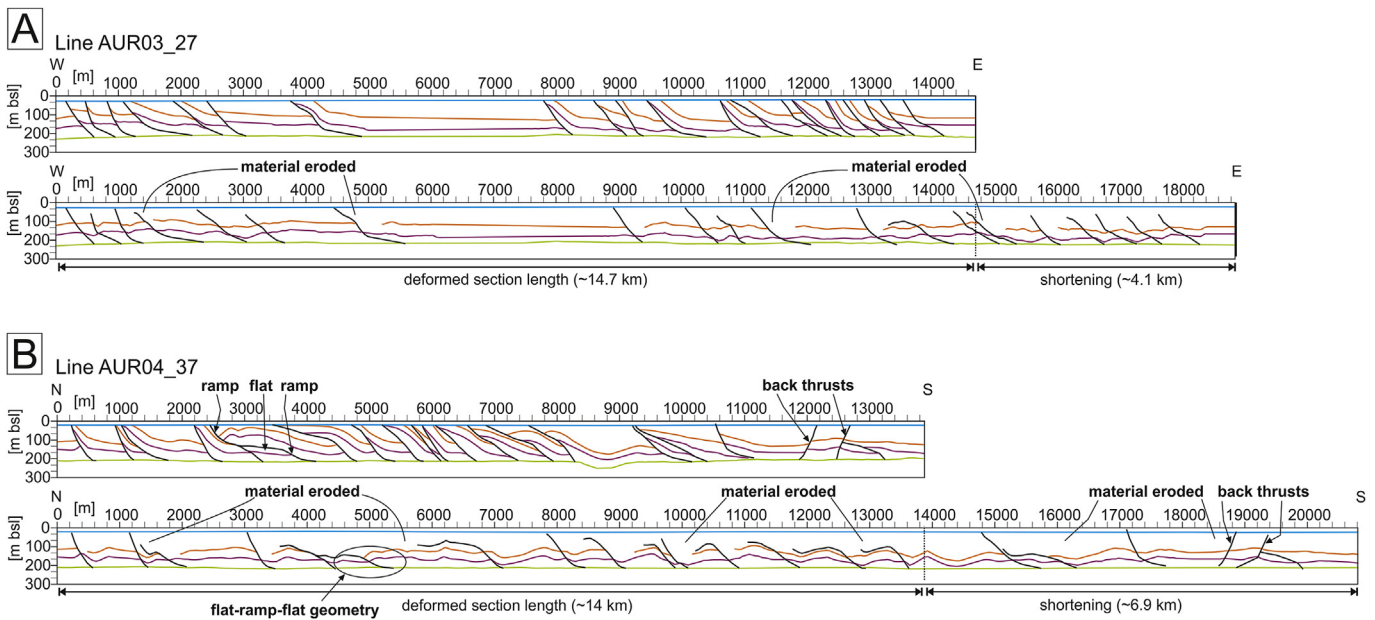 A
Line AUR03_27
W E
0 [m] 1000 2000 3000 4000 5000 6000 7000 8000 9000 10000 11000 12000 13000 14000
[m bsl]
0
100
200
300
material eroded material eroded
W E
0 [m] 1000 2000 3000 4000 5000 6000 7000 8000 9000 10000 11000 12000 13000 14000 15000 16000 17000 18000
[m bsl]
0
100
200
300
deformed section length (~14.7 km) shortening (~4.1 km)
B
Line AUR04_37
N ramp flat ramp back thrusts S
0 [m] 1000 2000 3000 4000 5000 6000 7000 8000 9000 10000 11000 12000 13000
[m bsl]
0
100
200
300
N material eroded material eroded material eroded back thrusts S
0 [m] 1000 2000 3000 4000 5000 6000 7000 8000 9000 10000 11000 12000 13000 14000 15000 16000 17000 18000 19000 20000
[m bsl]
0
100
200
300
flat-ramp-flat geometry deformed section length (~14 km) shortening (~6.9 km)